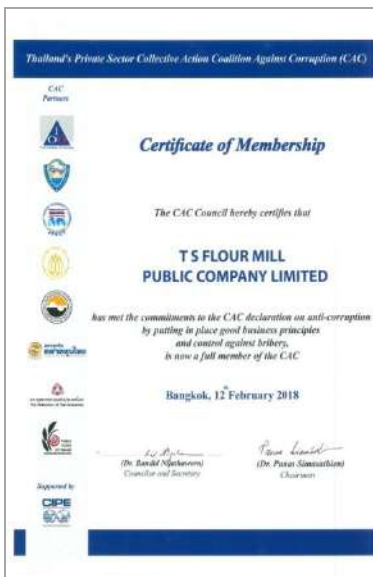 Thailand's Private Sector Collective Action Coalition Against Corruption (CAC)
CAC
Partners
Certificate of Membership
The CAC Council hereby certifies that
T S FLOUR MILL
PUBLIC COMPANY LIMITED
has met the commitments to the CAC declaration on anti-corruption
by putting in place good business principles
and control against bribery,
is now a full member of the CAC
Bangkok, 12th February 2018
(Dr. Bandid Nijathaworn)
Councilor and Secretary
(Dr. Panas Simasathien)
Chairman
Supported by
CIPE